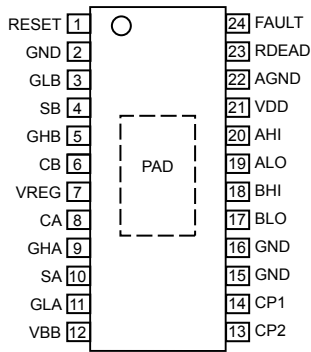 RESET 1
GND 2
GLB 3
SB 4
GHB 5
CB 6
VREG 7
CA 8
GHA 9
SA 10
GLA 11
VBB 12
PAD
24 FAULT
23 RDEAD
22 AGND
21 VDD
20 AHI
19 ALO
18 BHI
17 BLO
16 GND
15 GND
14 CP1
13 CP2